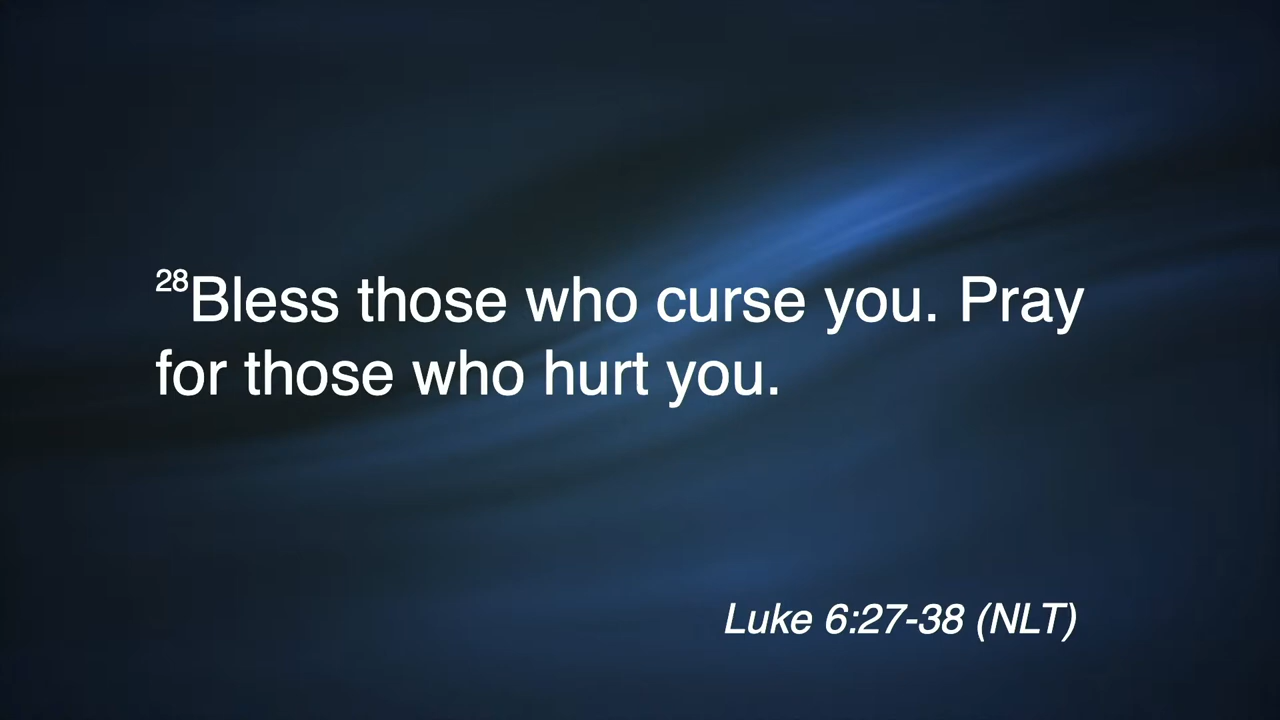 ²⁸Bless those who curse you. Pray
for those who hurt you.
Luke 6:27-38 (NLT)